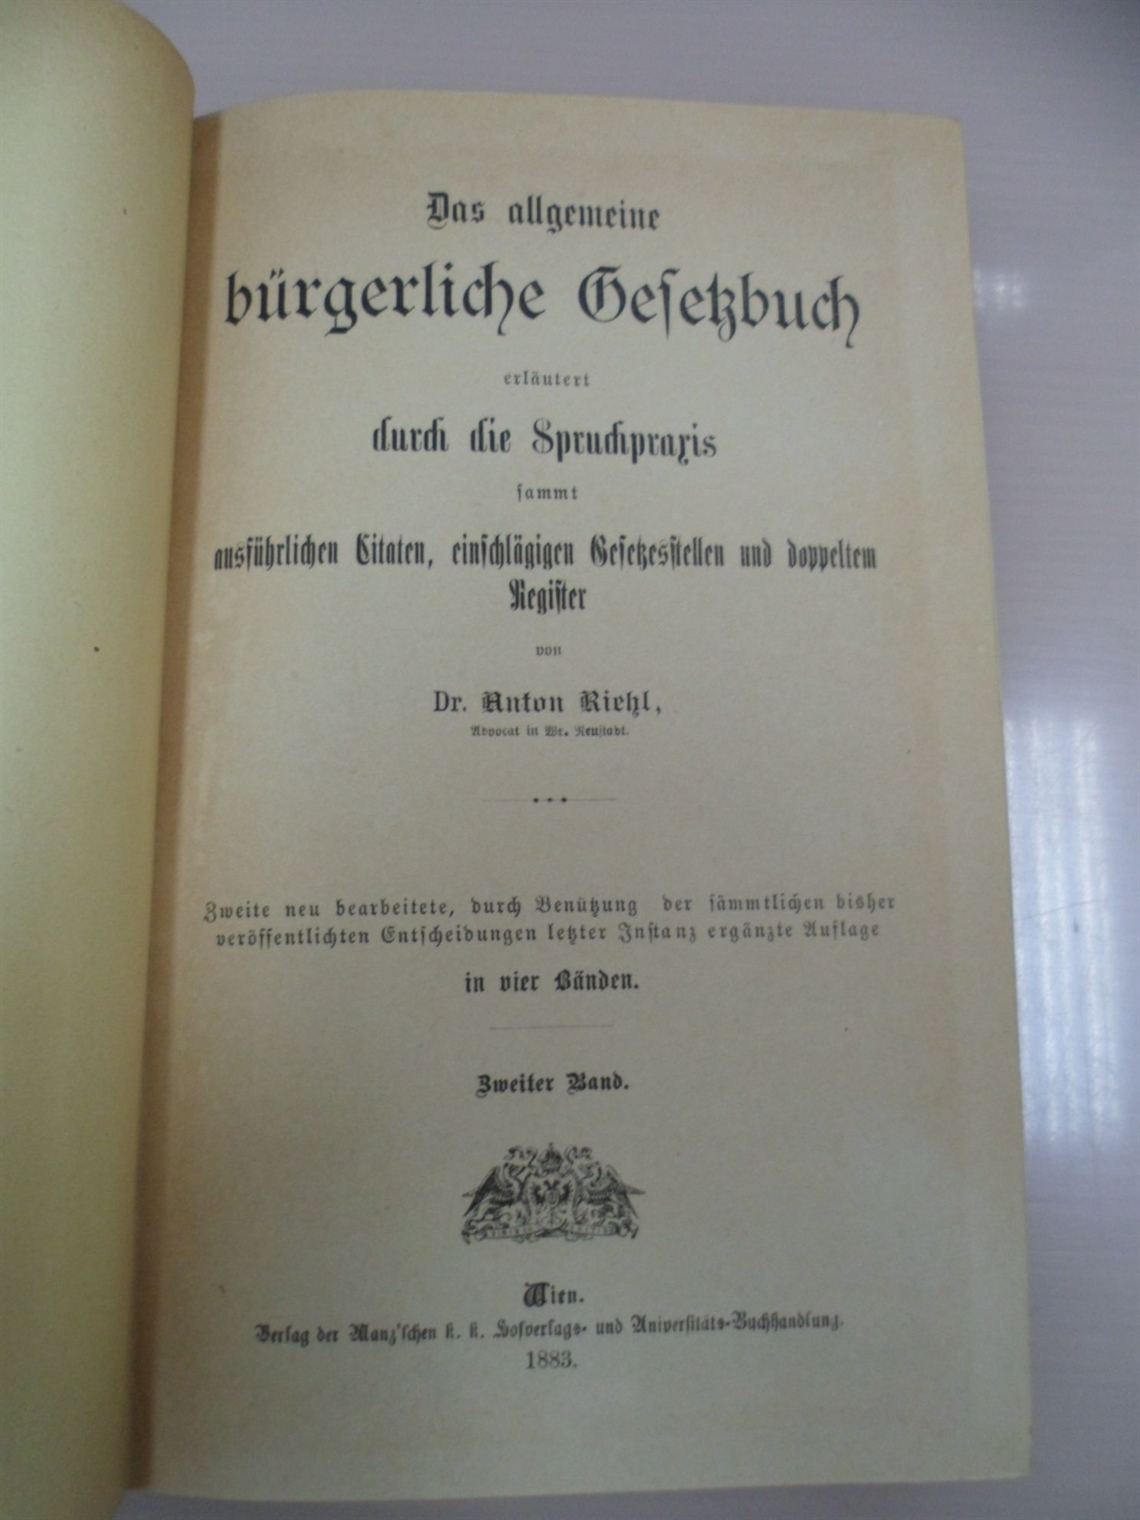 Das allgemeine
bürgerliche Gesetzbuch
erläutert
durch die Spruchpraxis
sammt
ausführlichen Citaten, einschlägigen Gesetzesstellen und doppeltem
Register
von
Dr. Anton Riehl,
Advocat in Wr. Neustadt.
Zweite neu bearbeitete, durch Benützung der sämmtlichen bisher
veröffentlichten Entscheidungen letzter Instanz ergänzte Auflage
in vier Bänden.
Zweiter Band.
Wien.
Verlag der Manz'schen k. k. Hofverlags- und Universitäts-Buchhandlung.
1883.